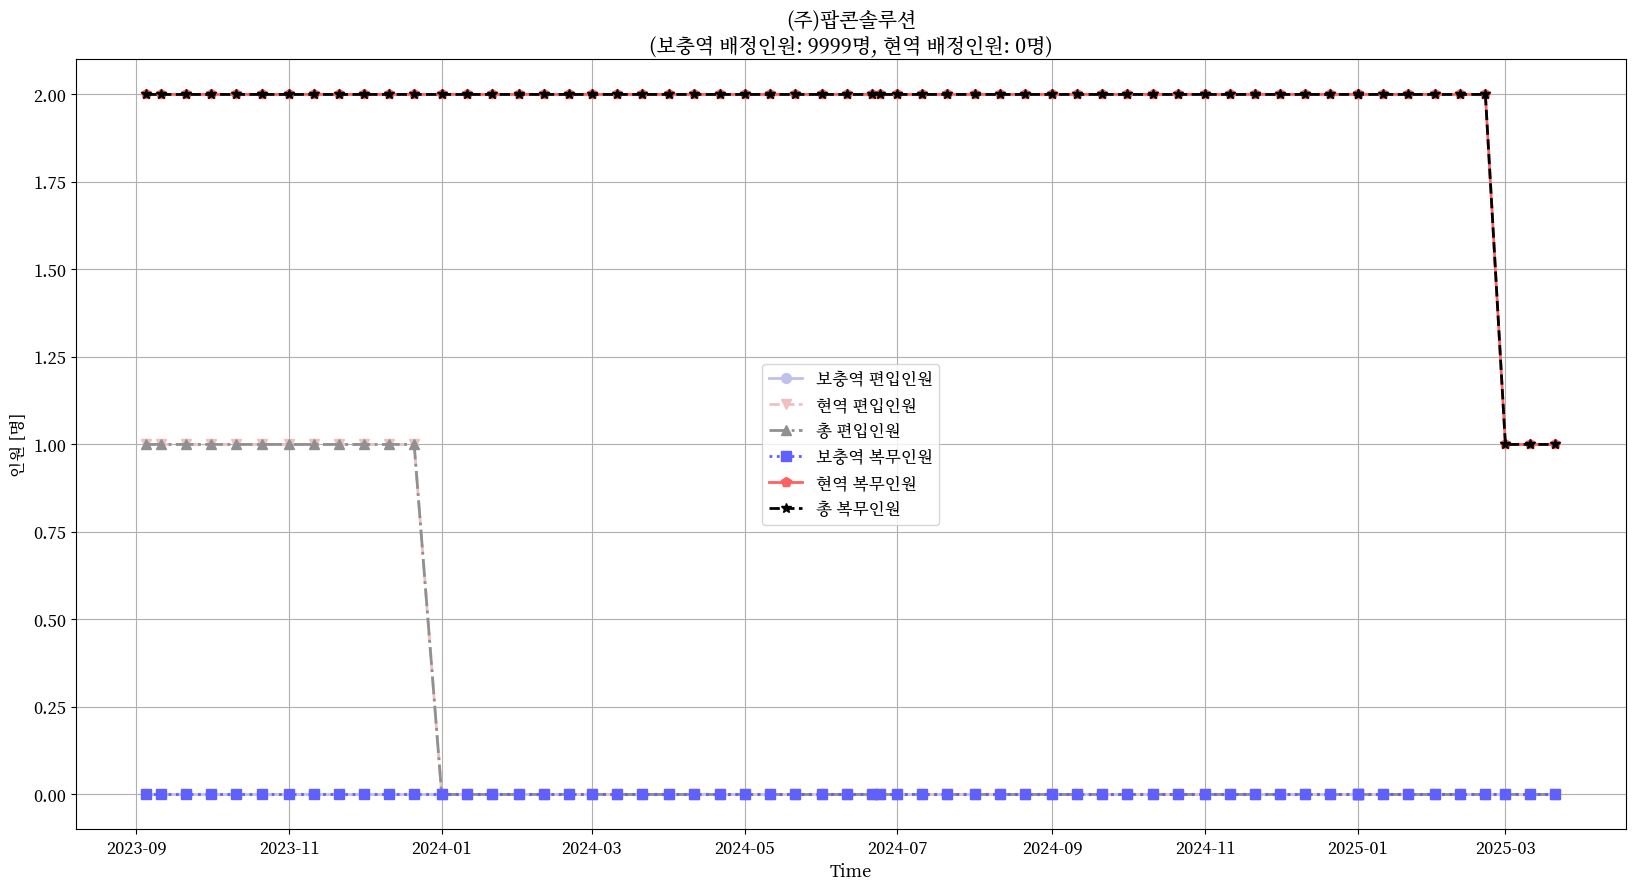 (주)팝콘솔루션
(보충역 배정인원: 9999명, 현역 배정인원: 0명)
인원 [명]
2.00
1.75
1.50
1.25
1.00
0.75
0.50
0.25
0.00
보충역 편입인원
현역 편입인원
총 편입인원
보충역 복무인원
현역 복무인원
총 복무인원
2023-09
2023-11
2024-01
2024-03
2024-05
2024-07
2024-09
2024-11
2025-01
2025-03
Time